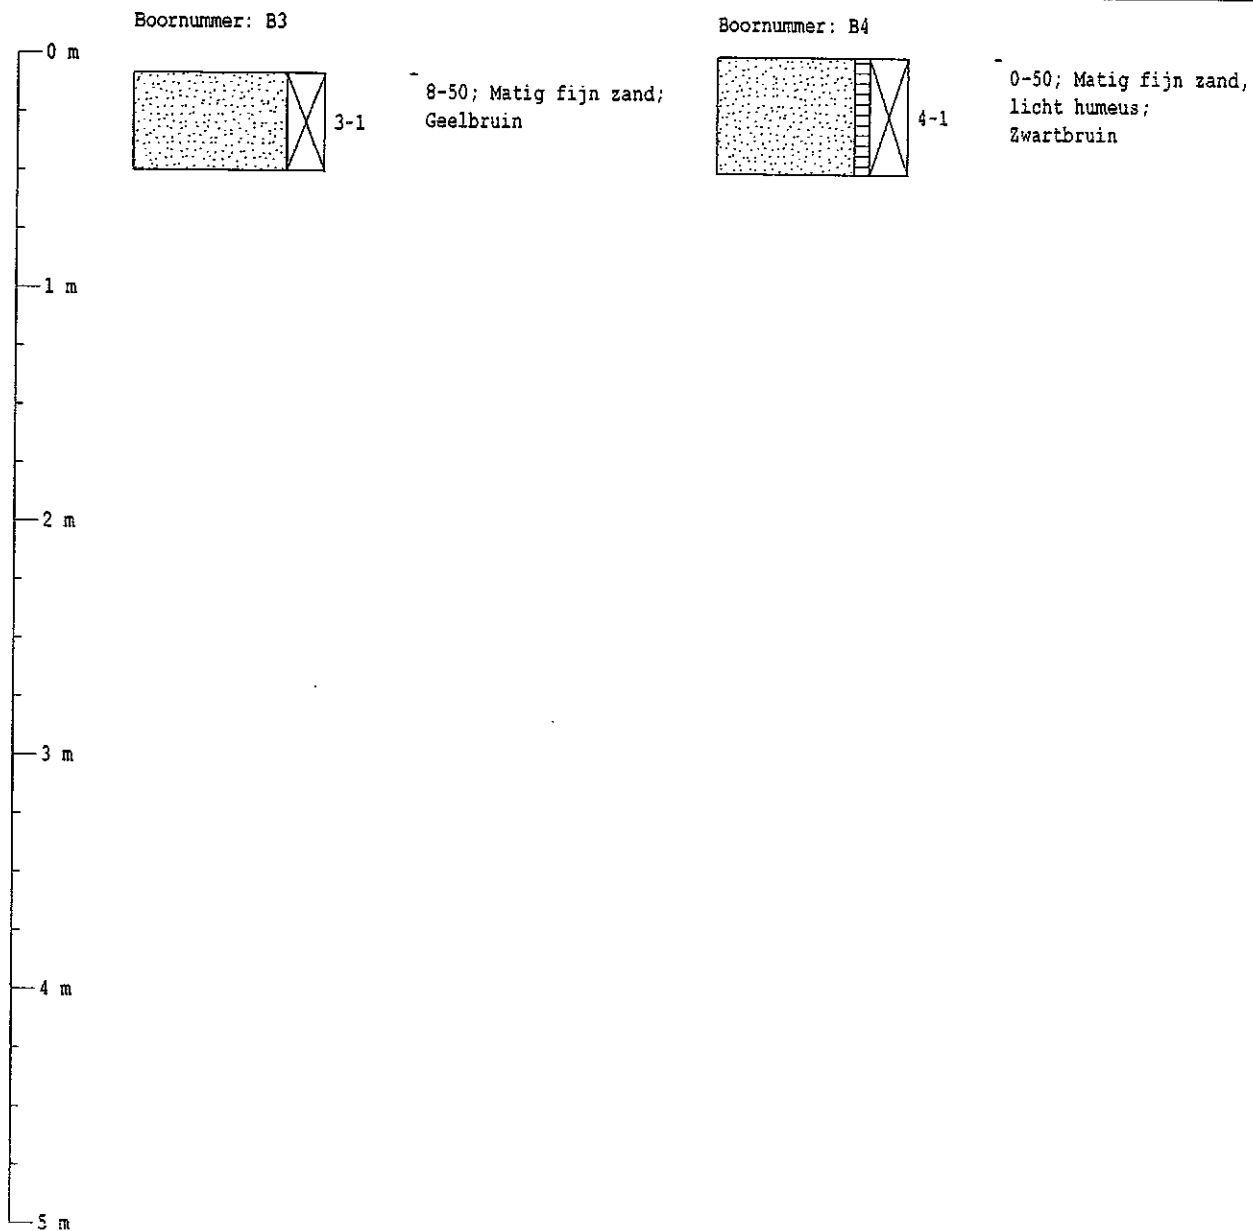 Boornummer: B3
3-1
8-50; Matig fijn zand;
Geelbruin
Boornummer: B4
4-1
0-50; Matig fijn zand,
licht humeus;
Zwartbruin
0 m
1 m
2 m
3 m
4 m
5 m